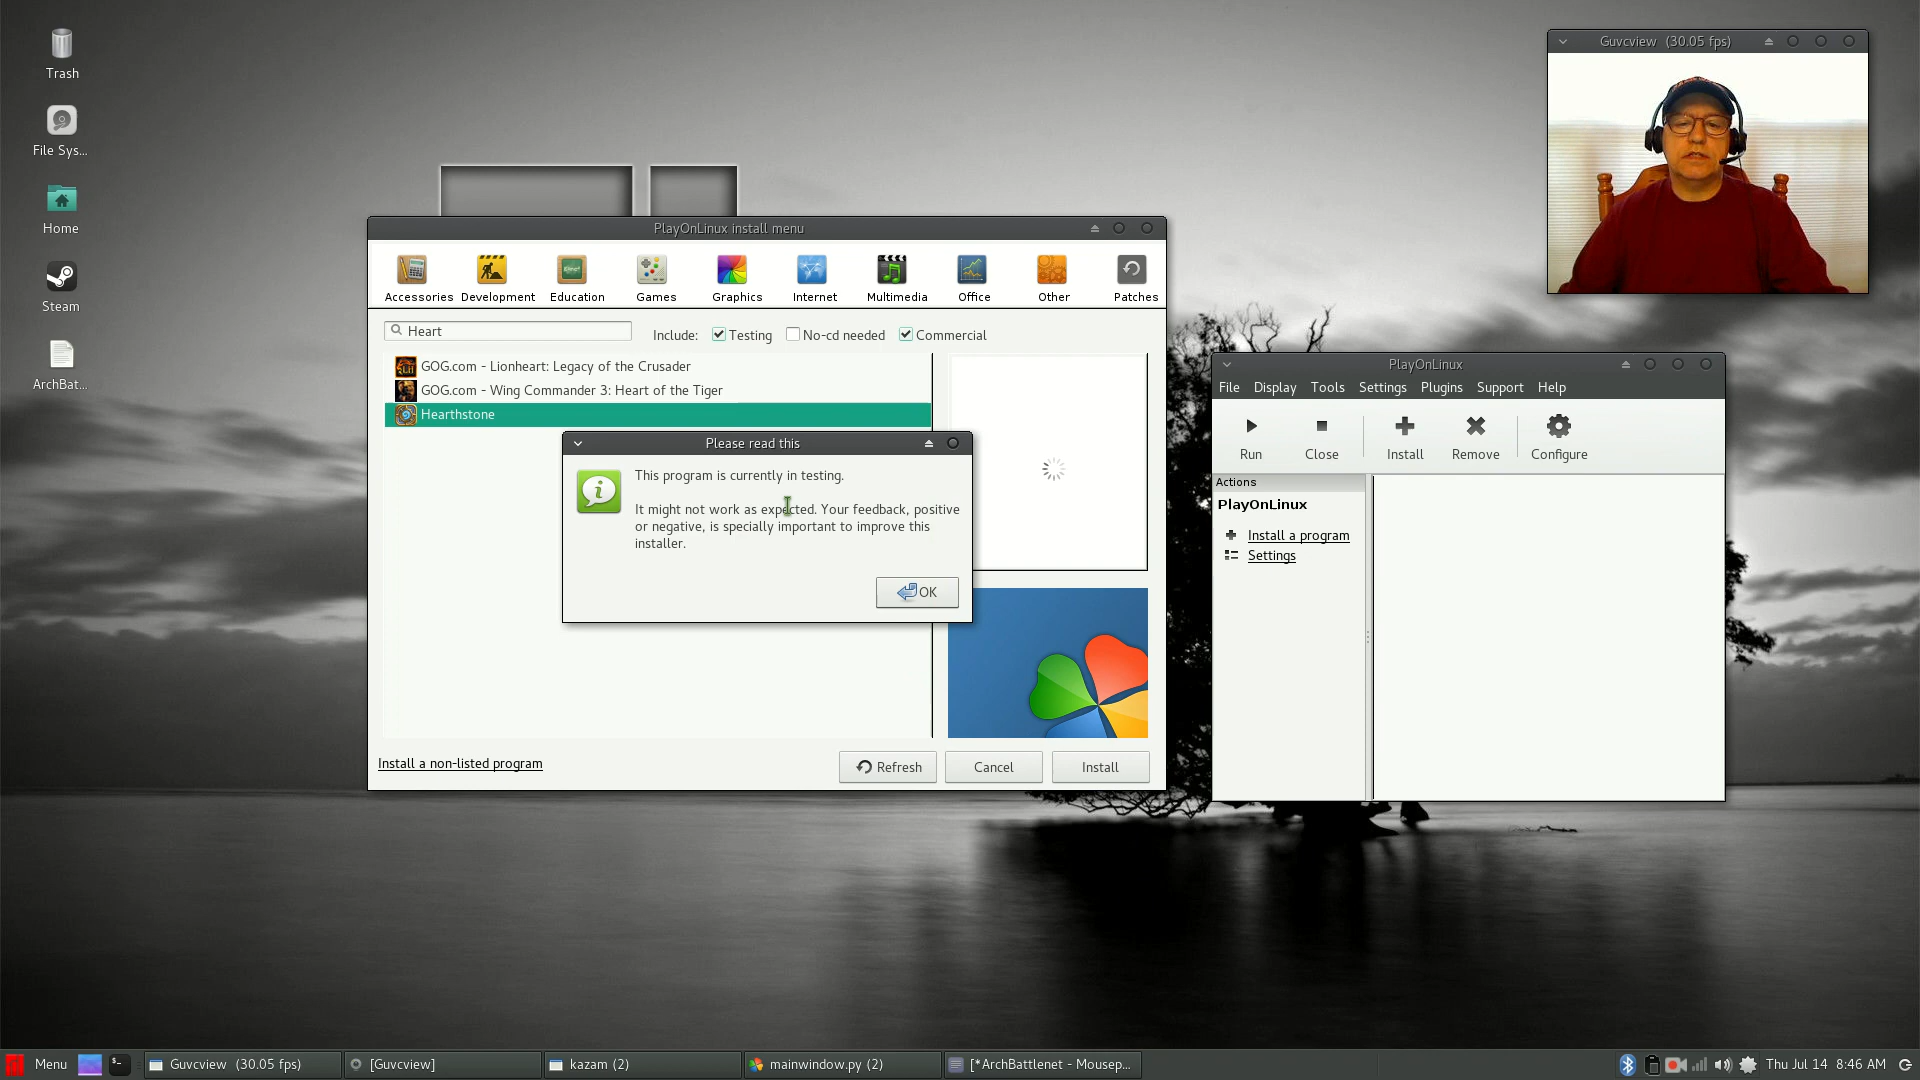 Trash
File Sys...
Home
Steam
ArchBat...
Guvcview (30.05 fps)
PlayOnLinux install menu
Accessories Development Education Games Graphics Internet Multimedia Office Other Patches
Heart
Include: Testing No-cd needed Commercial
GOG.com - Lionheart: Legacy of the Crusader
GOG.com - Wing Commander 3: Heart of the Tiger
Hearthstone
Please read this
This program is currently in testing.
It might not work as expected. Your feedback, positive
or negative, is specially important to improve this
installer.
OK
Install a non-listed program
Refresh Cancel Install
PlayOnLinux
File Display Tools Settings Plugins Support Help
Run Close Install Remove Configure
Actions
PlayOnLinux
Install a program
Settings
Menu Guvcview (30.05 fps) [Guvcview] kazam (2) mainwindow.py (2) [*ArchBattlenet - Mousep... Thu Jul 14 8:46 AM